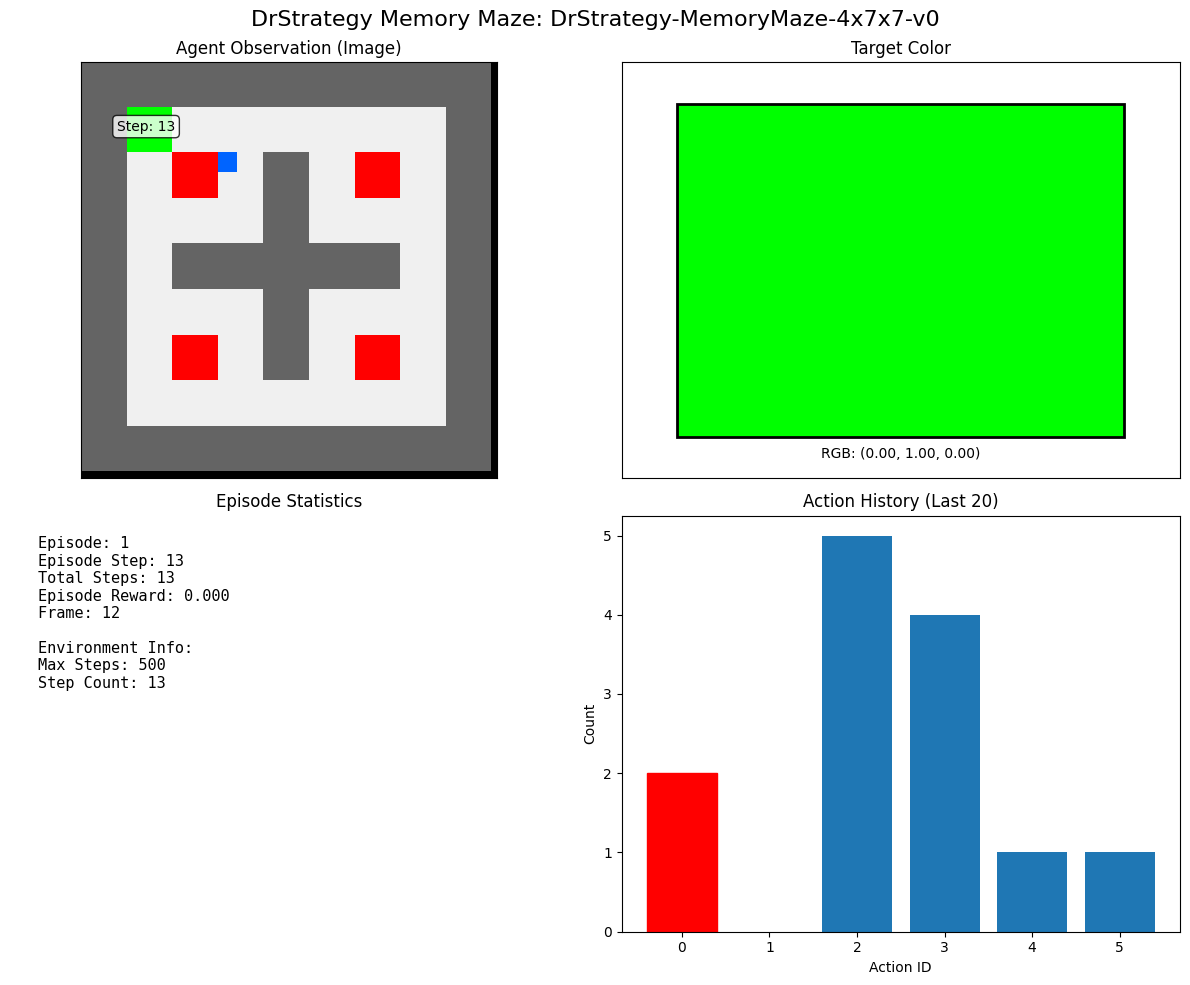 DrStrategy Memory Maze: DrStrategy-MemoryMaze-4x7x7-v0
Agent Observation (Image)
Step: 13
Target Color
RGB: (0.00, 1.00, 0.00)
Episode Statistics
Episode: 1
Episode Step: 13
Total Steps: 13
Episode Reward: 0.000
Frame: 12
Environment Info:
Max Steps: 500
Step Count: 13
Action History (Last 20)
Count
5
4
3
2
1
0
0 1 2 3 4 5
Action ID